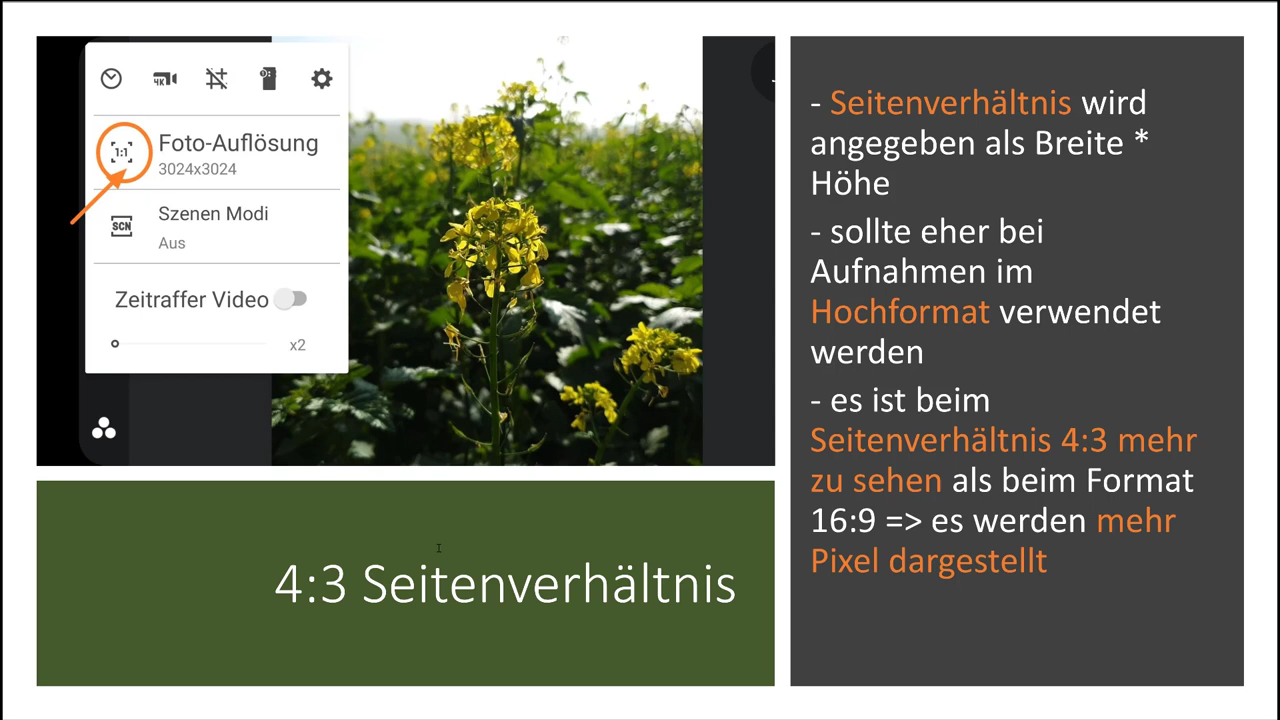 4K
1:1
Foto-Auflösung
3024x3024
SCN
Szenen Modi
Aus
Zeitraffer Video
x2
4:3 Seitenverhältnis
- Seitenverhältnis wird
angegeben als Breite *
Höhe
- sollte eher bei
Aufnahmen im
Hochformat verwendet
werden
- es ist beim
Seitenverhältnis 4:3 mehr
zu sehen als beim Format
16:9 => es werden mehr
Pixel dargestellt